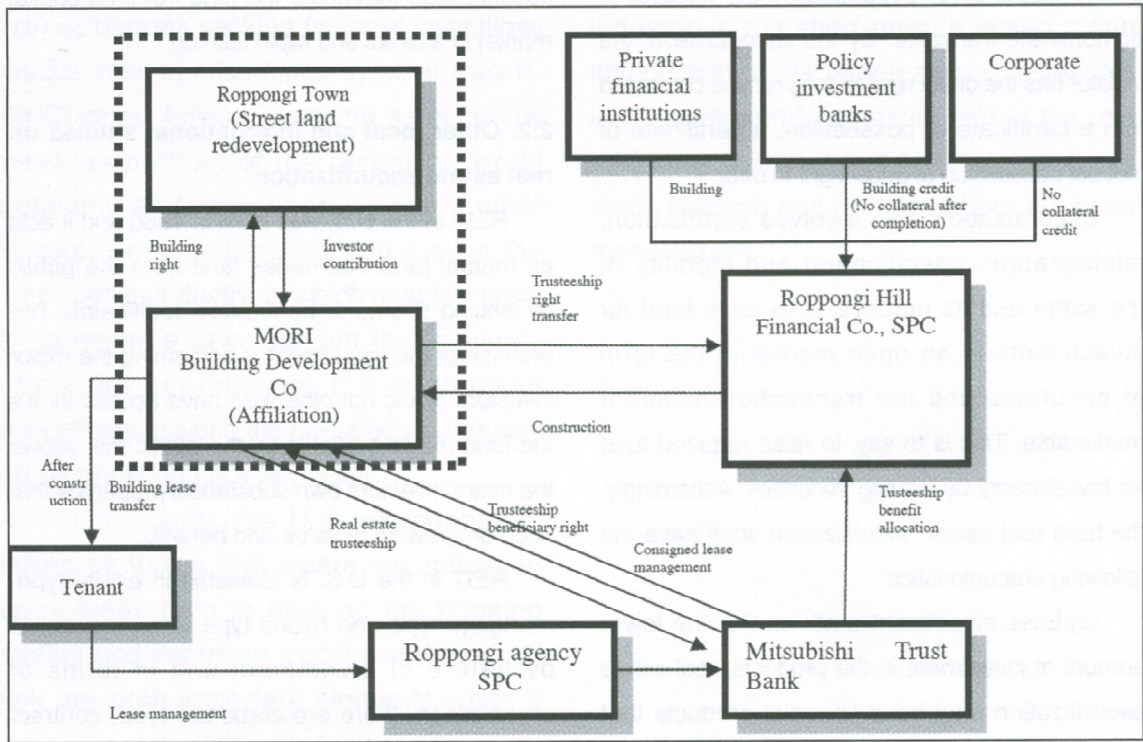 Roppongi Town
(Street land
redevelopment)
Private
financial
institutions
Policy
investment
banks
Corporate
Building
Building credit
(No collateral after
completion)
No
collateral
credit
Building
right
Investor
contribution
Trusteeship
right
transfer
MORI
Building Development
Co
(Affiliation)
Roppongi Hill
Financial Co., SPC
Construction
After
constr
action
Building lease
transfer
Real estate
trusteeship
Trusteeship
beneficiary right
Consigned lease
management
Tusteeship
benefit
allocation
Tenant
Roppongi agency
SPC
Mitsubishi Trust
Bank
Lease management